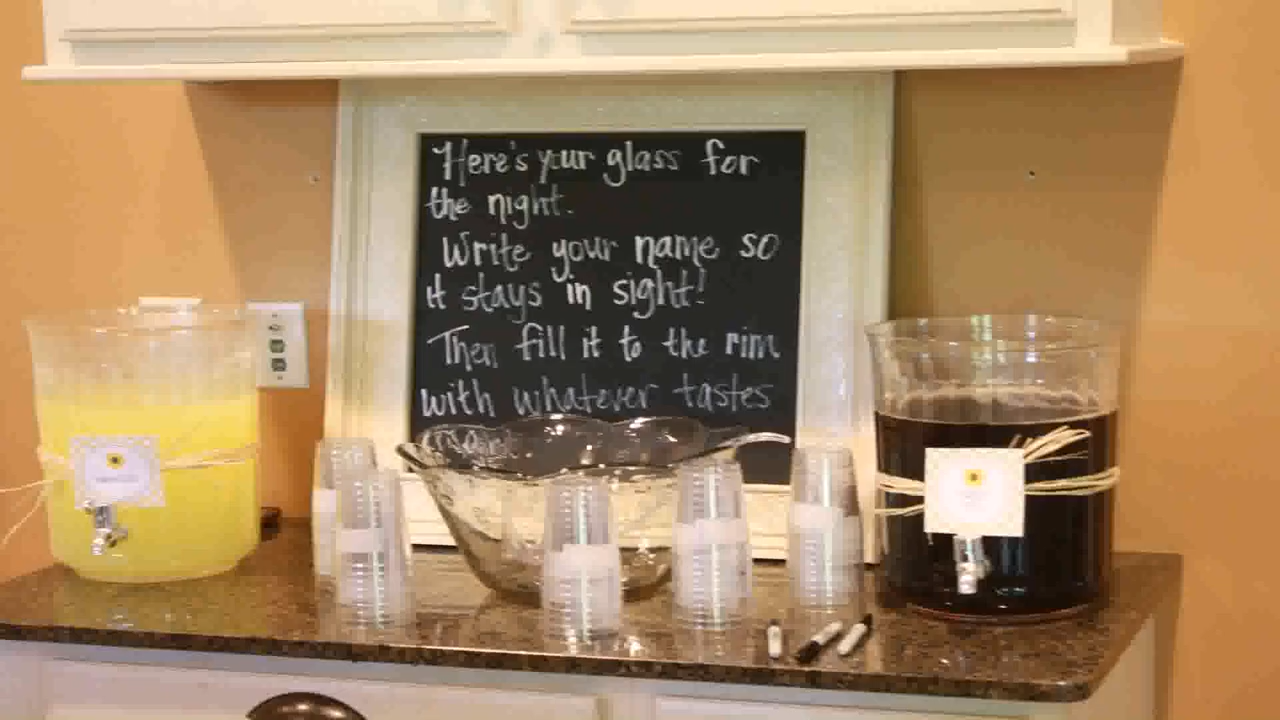 Here's your glass for
the night.
Write your name so
it stays in sight!
Then fill it to the rim
with whatever tastes